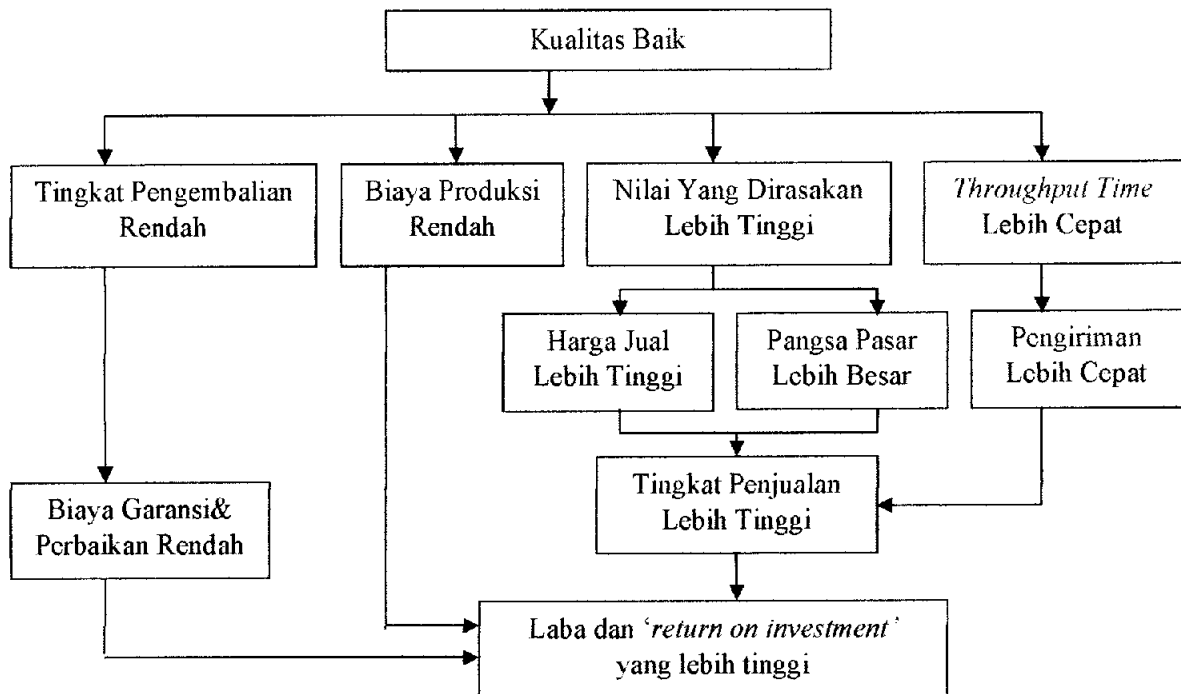 Kualitas Baik
Tingkat Pengembalian
Rendah
Biaya Produksi
Rendah
Nilai Yang Dirasakan
Lebih Tinggi
Throughput Time
Lebih Cepat
Harga Jual
Lebih Tinggi
Pangsa Pasar
Lebih Besar
Pengiriman
Lebih Cepat
Tingkat Penjualan
Lebih Tinggi
Biaya Garansi&
Perbaikan Rendah
Laba dan ‘return on investment’
yang lebih tinggi